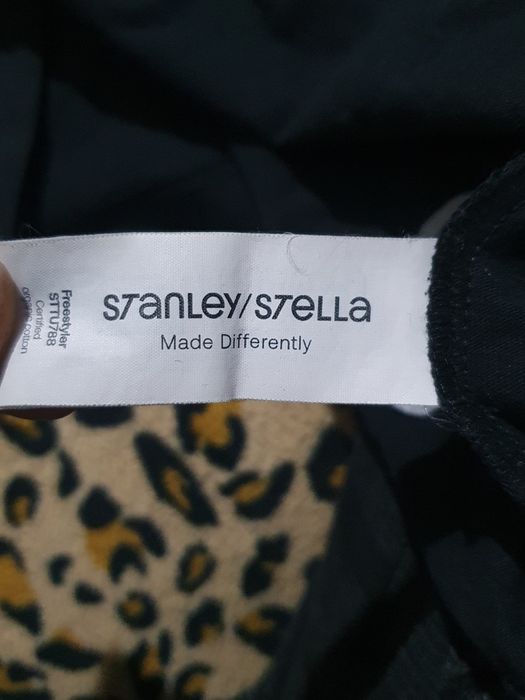 STanLEY/STELLa
Made Differently
Freestyler
STTU788
Certified
organic cotton